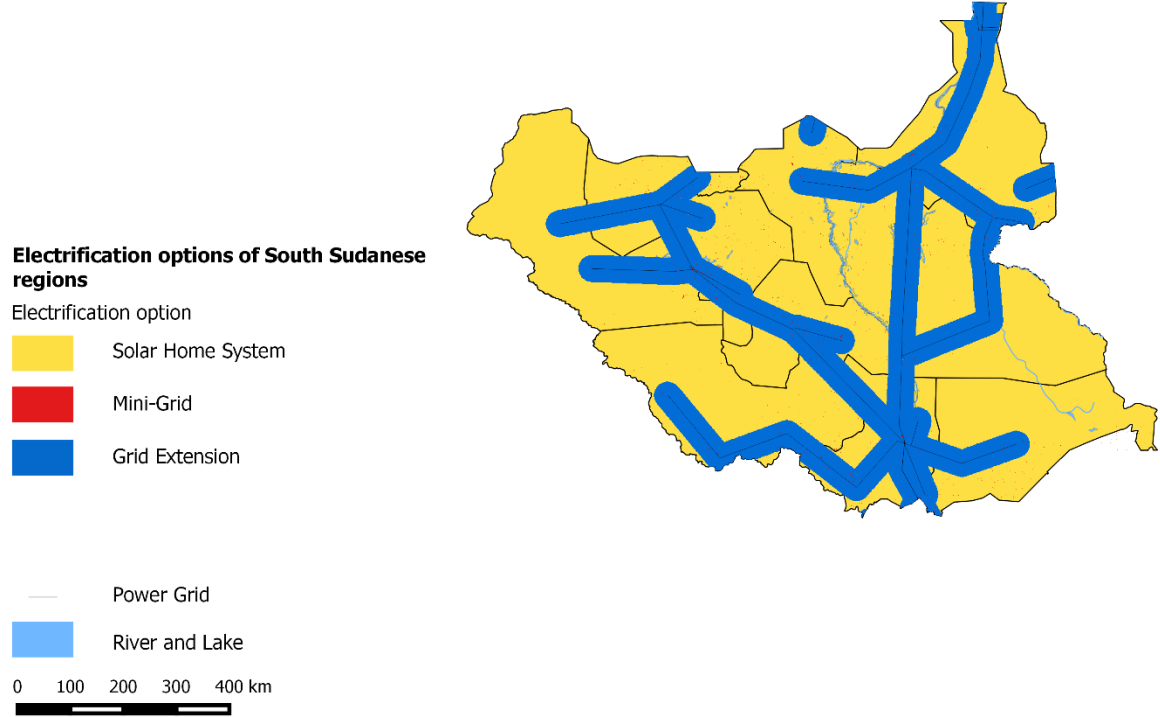 Electrification options of South Sudanese
regions
Electrification option
Solar Home System
Mini-Grid
Grid Extension
Power Grid
River and Lake
0 100 200 300 400 km